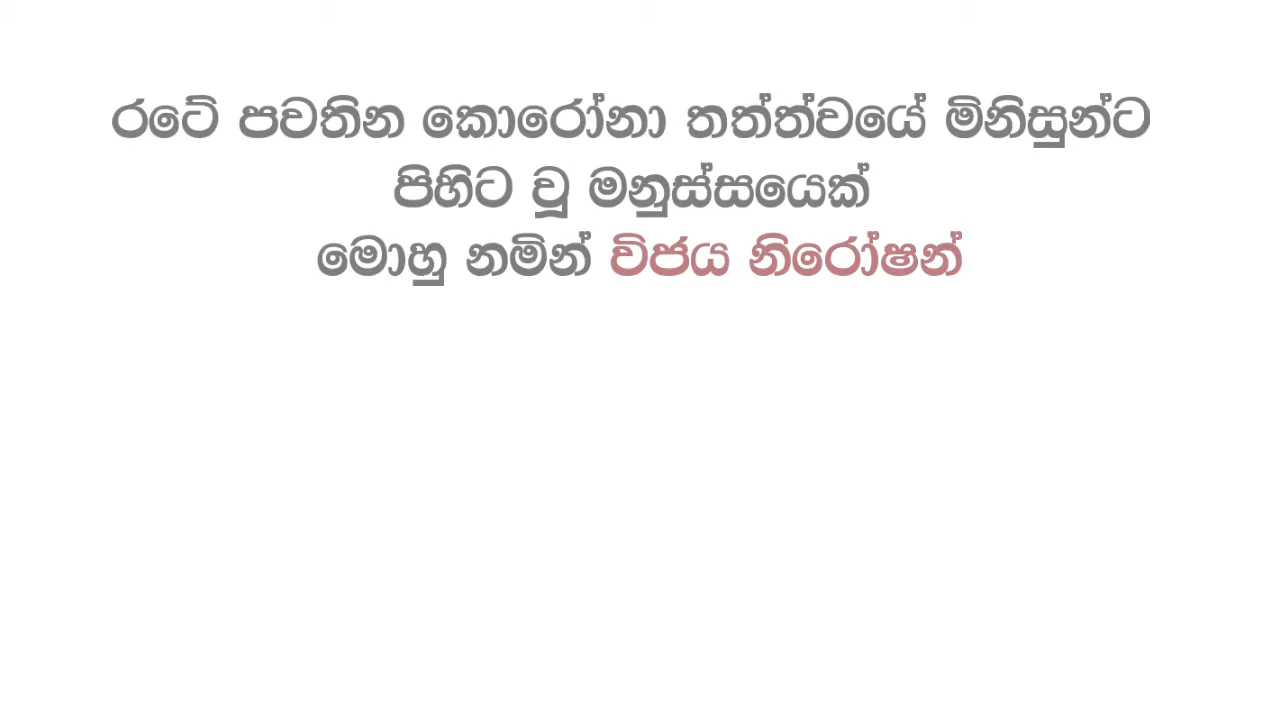 රටේ පවතින කොරෝනා තත්ත්වයේ මිනිසුන්ට
පිහිට වූ මනුස්සයෙක්
මොහු නමින් විජය නිරෝෂන්